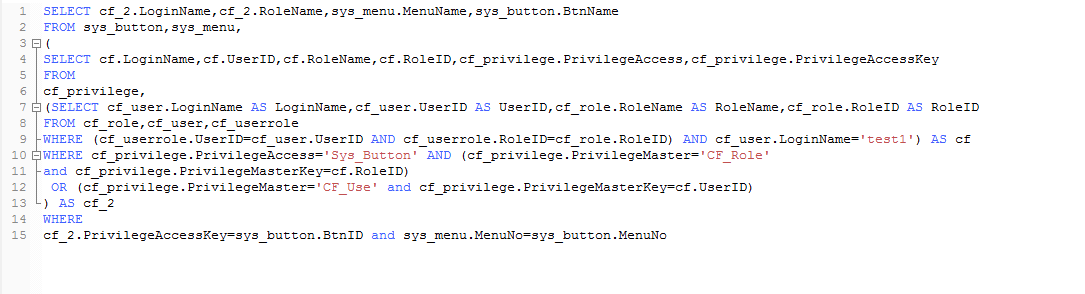 1 SELECT cf_2.LoginName,cf_2.RoleName,sys_menu.MenuName,sys_button.BtnName
2 FROM sys_button,sys_menu,
3 (
4 SELECT cf.LoginName,cf.UserID,cf.RoleName,cf.RoleID,cf_privilege.PrivilegeAccess,cf_privilege.PrivilegeAccessKey
5 FROM
6 cf_privilege,
7 (SELECT cf_user.LoginName AS LoginName,cf_user.UserID AS UserID,cf_role.RoleName AS RoleName,cf_role.RoleID AS RoleID
8 FROM cf_role,cf_user,cf_userrole
9 WHERE (cf_userrole.UserID=cf_user.UserID AND cf_userrole.RoleID=cf_role.RoleID) AND cf_user.LoginName='test1') AS cf
10 WHERE cf_privilege.PrivilegeAccess='Sys_Button' AND (cf_privilege.PrivilegeMaster='CF_Role'
11 and cf_privilege.PrivilegeMasterKey=cf.RoleID)
12 OR (cf_privilege.PrivilegeMaster='CF_Use' and cf_privilege.PrivilegeMasterKey=cf.UserID)
13 ) AS cf_2
14 WHERE
15 cf_2.PrivilegeAccessKey=sys_button.BtnID and sys_menu.MenuNo=sys_button.MenuNo